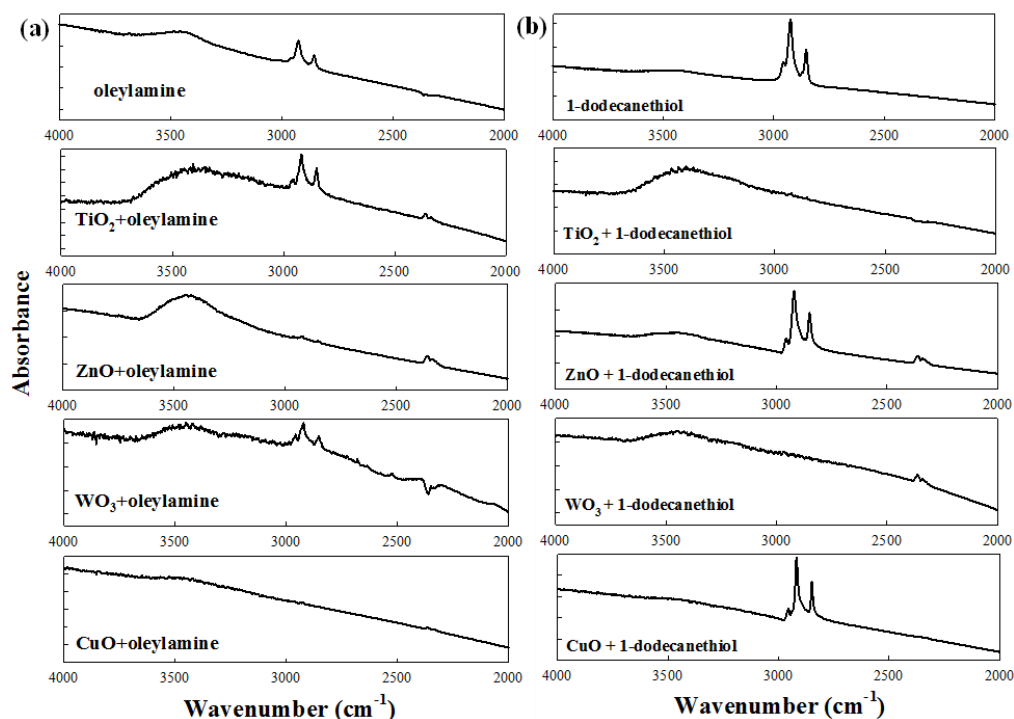 (a)
oleylamine
4000 3500 3000 2500 2000
TiO2+oleylamine
4000 3500 3000 2500 2000
ZnO+oleylamine
4000 3500 3000 2500 2000
WO3+oleylamine
4000 3500 3000 2500 2000
CuO+oleylamine
4000 3500 3000 2500 2000
Wavenumber (cm-1)
Absorbance
(b)
1-dodecanethiol
4000 3500 3000 2500 2000
TiO2 + 1-dodecanethiol
4000 3500 3000 2500 2000
ZnO + 1-dodecanethiol
4000 3500 3000 2500 2000
WO3 + 1-dodecanethiol
4000 3500 3000 2500 2000
CuO + 1-dodecanethiol
4000 3500 3000 2500 2000
Wavenumber (cm-1)